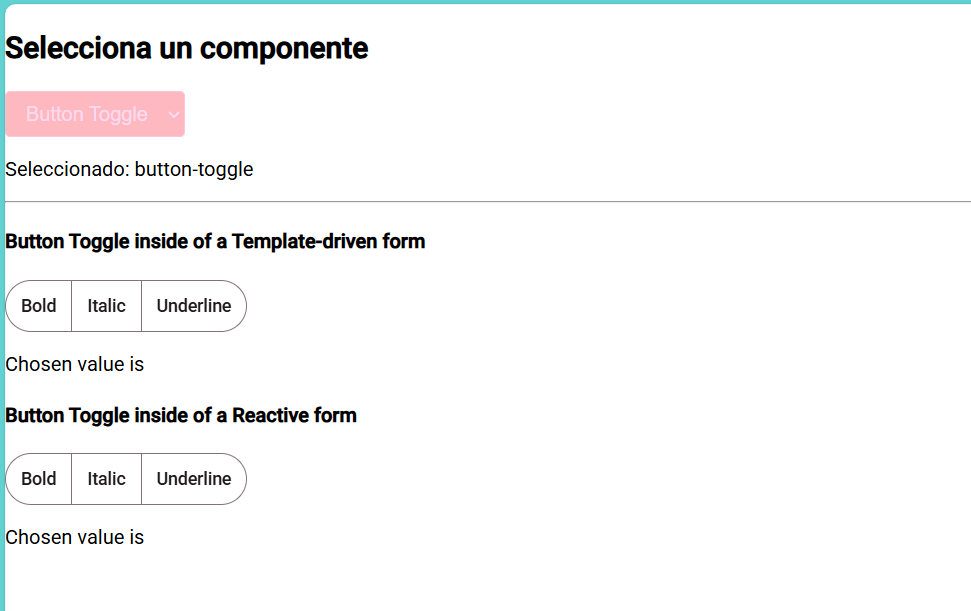 Selecciona un componente
Button Toggle
Seleccionado: button-toggle
Button Toggle inside of a Template-driven form
Bold Italic Underline
Chosen value is
Button Toggle inside of a Reactive form
Bold Italic Underline
Chosen value is